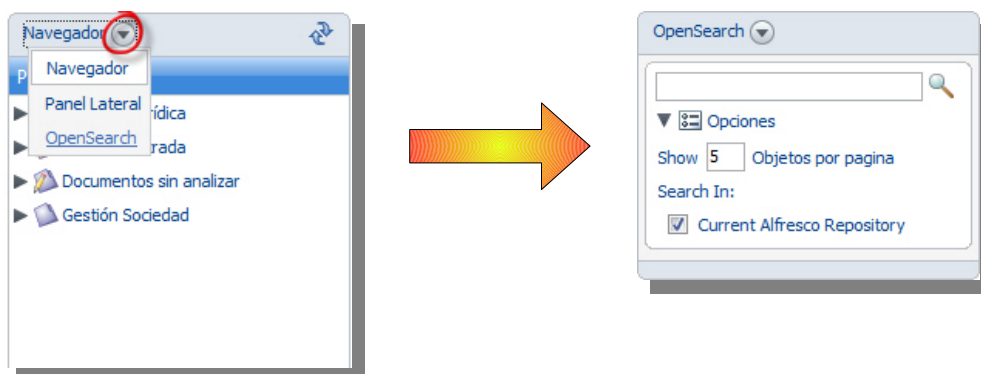 Navegador
Navegador
Panel Lateral
OpenSearch
P
rídica
rada
Documentos sin analizar
Gestión Sociedad
OpenSearch
Opciones
Show 5 Objetos por pagina
Search In:
Current Alfresco Repository